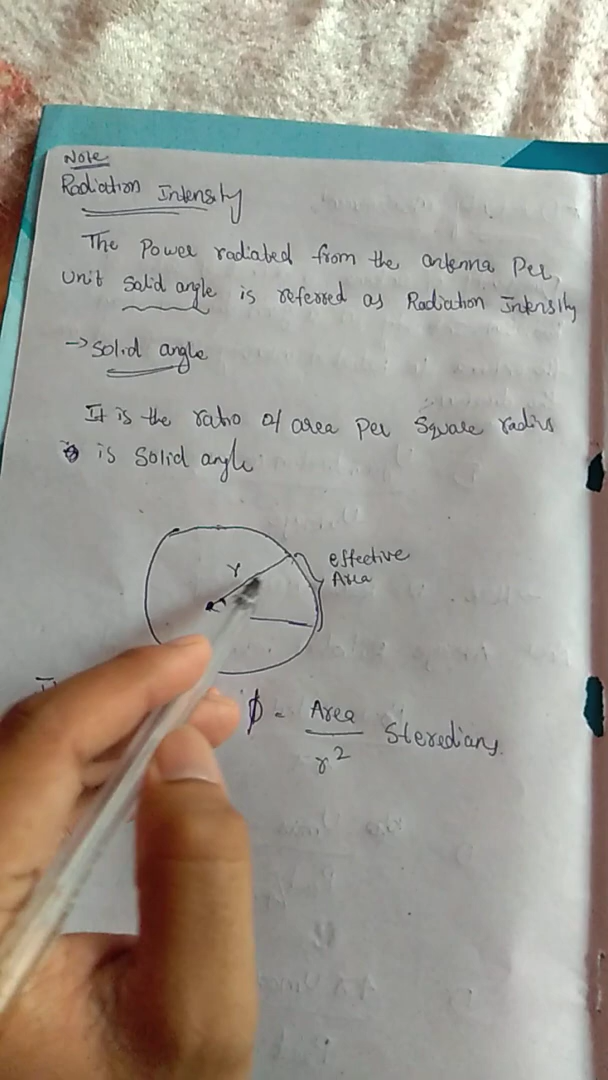 Note
Radiation Intensity
The Power radiated from the antenna Per
Unit Solid angle is referred as Radiation Intensity
→ Solid angle
It is the ratio of area Per Square radius
is Solid angle
r
effective
Area
ϕ = Area / r² Steredians.